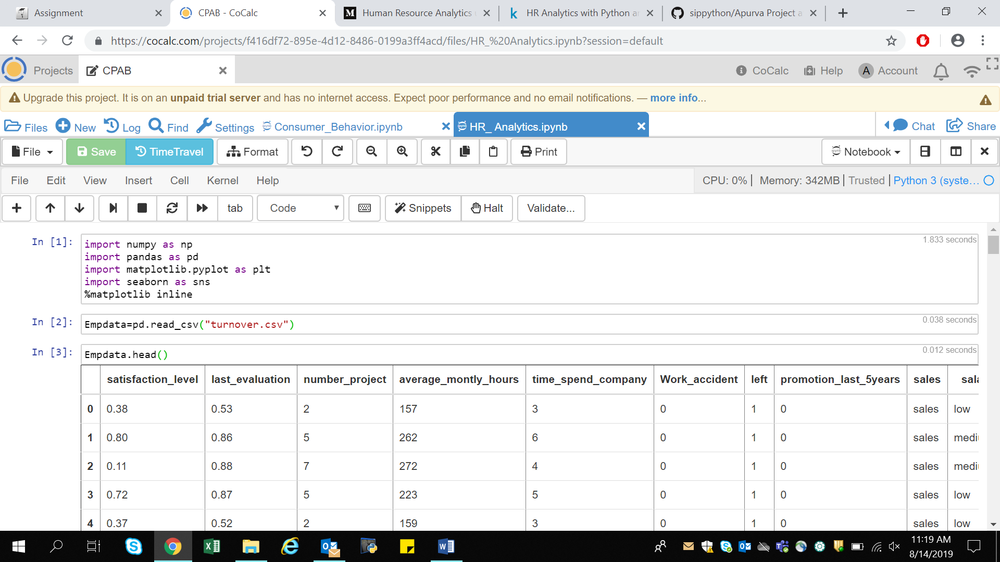 Assignment
CPAB - CoCalc
M Human Resource Analytics
k HR Analytics with Python
sippython/Apurva Project
https://cocalc.com/projects/f416df72-895e-4d12-8486-0199a3ff4acd/files/HR_%20Analytics.ipynb?session=default
Projects CPAB CoCalc Help A Account
Upgrade this project. It is on an unpaid trial server and has no internet access. Expect poor performance and no email notifications. — more info...
Files New Log Find Settings Consumer_Behavior.ipynb HR_ Analytics.ipynb Chat Share
File Save TimeTravel Format Print Notebook
File Edit View Insert Cell Kernel Help CPU: 0% Memory: 342MB Trusted Python 3 (syste...
tab Code Snippets Halt Validate...
In [1]: import numpy as np 1.833 seconds
import pandas as pd
import matplotlib.pyplot as plt
import seaborn as sns
%matplotlib inline
In [2]: Empdata=pd.read_csv("turnover.csv") 0.038 seconds
In [3]: Empdata.head() 0.012 seconds
satisfaction_level last_evaluation number_project average_montly_hours time_spend_company Work_accident left promotion_last_5years sales
0 0.38 0.53 2 157 3 0 1 0 sales low
1 0.80 0.86 5 262 6 0 1 0 sales
2 0.11 0.88 7 272 4 0 1 0 sales
3 0.72 0.87 5 223 5 0 1 0 sales low
4 0.37 0.52 2 159 3 0 1 0 sales low
11:19 AM
8/14/2019